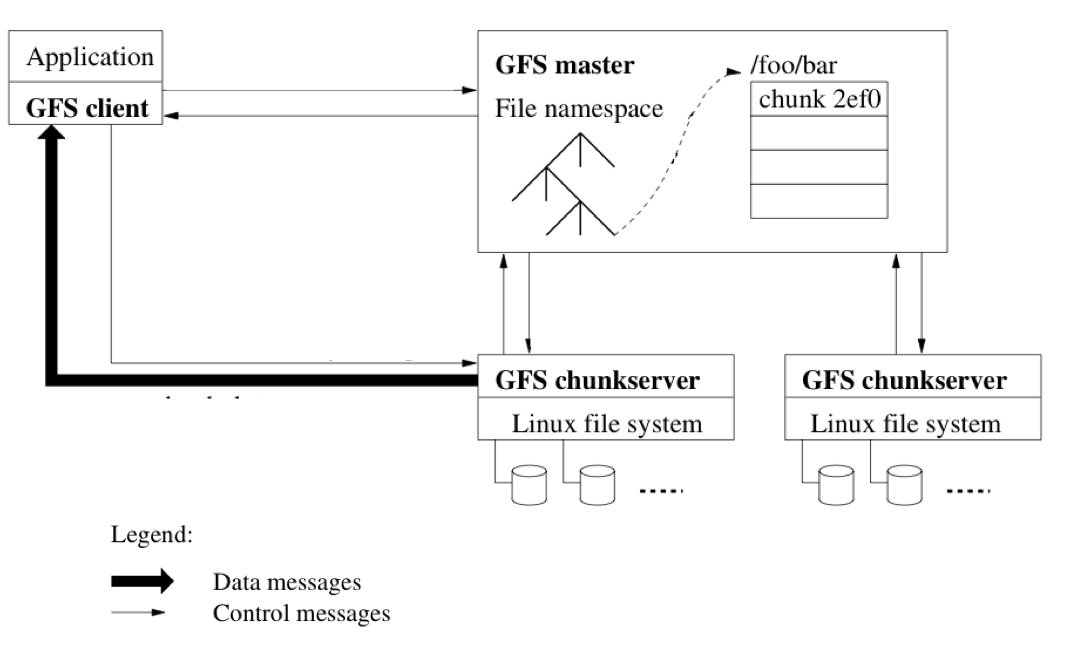 Application
GFS client
GFS master
File namespace
/foo/bar
chunk 2ef0
GFS chunkserver
Linux file system
GFS chunkserver
Linux file system
Legend:
Data messages
Control messages